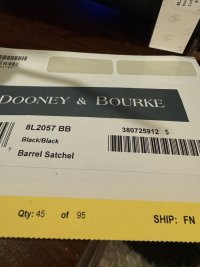 DOONEY & BOURKE
8L2057 BB
380725912 S
Black/Black
Barrel Satchel
Qty: 45 of 95
SHIP: FN